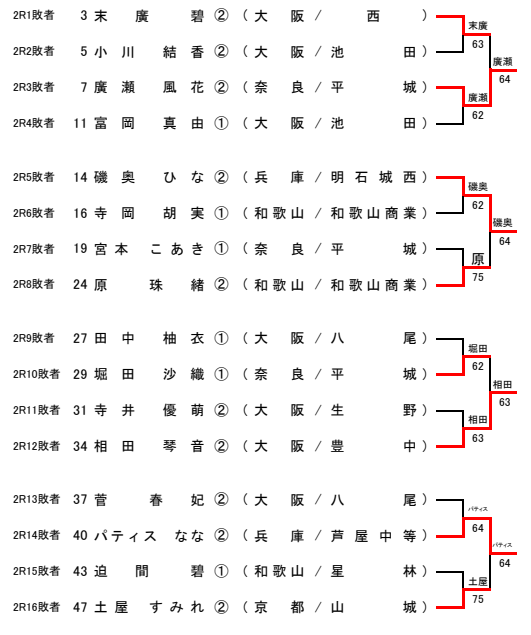 2R1敗者 3 末廣 碧 ② ( 大阪 / 西 )
末廣
2R2敗者 5 小川 結香 ② ( 大阪 / 池田 )
63
廣瀬
64
2R3敗者 7 廣瀬 風花 ② ( 奈良 / 平城 )
廣瀬
2R4敗者 11 富岡 真由 ① ( 大阪 / 池田 )
62
2R5敗者 14 磯奥 ひな ② ( 兵庫 / 明石城西 )
磯奥
2R6敗者 16 寺岡 胡実 ① ( 和歌山 / 和歌山商業 )
62
磯奥
64
2R7敗者 19 宮本 こあき ① ( 奈良 / 平城 )
原
2R8敗者 24 原 珠緒 ② ( 和歌山 / 和歌山商業 )
75
2R9敗者 27 田中 柚衣 ① ( 大阪 / 八尾 )
堀田
2R10敗者 29 堀田 沙織 ① ( 奈良 / 平城 )
62
相田
63
2R11敗者 31 寺井 優萌 ② ( 大阪 / 生野 )
相田
2R12敗者 34 相田 琴音 ② ( 大阪 / 豊中 )
63
2R13敗者 37 菅 春妃 ② ( 大阪 / 八尾 )
パティス
2R14敗者 40 パティス なな ② ( 兵庫 / 芦屋中等 )
64
パティス
64
2R15敗者 43 迫間 碧 ① ( 和歌山 / 星林 )
土屋
2R16敗者 47 土屋 すみれ ② ( 京都 / 山城 )
75